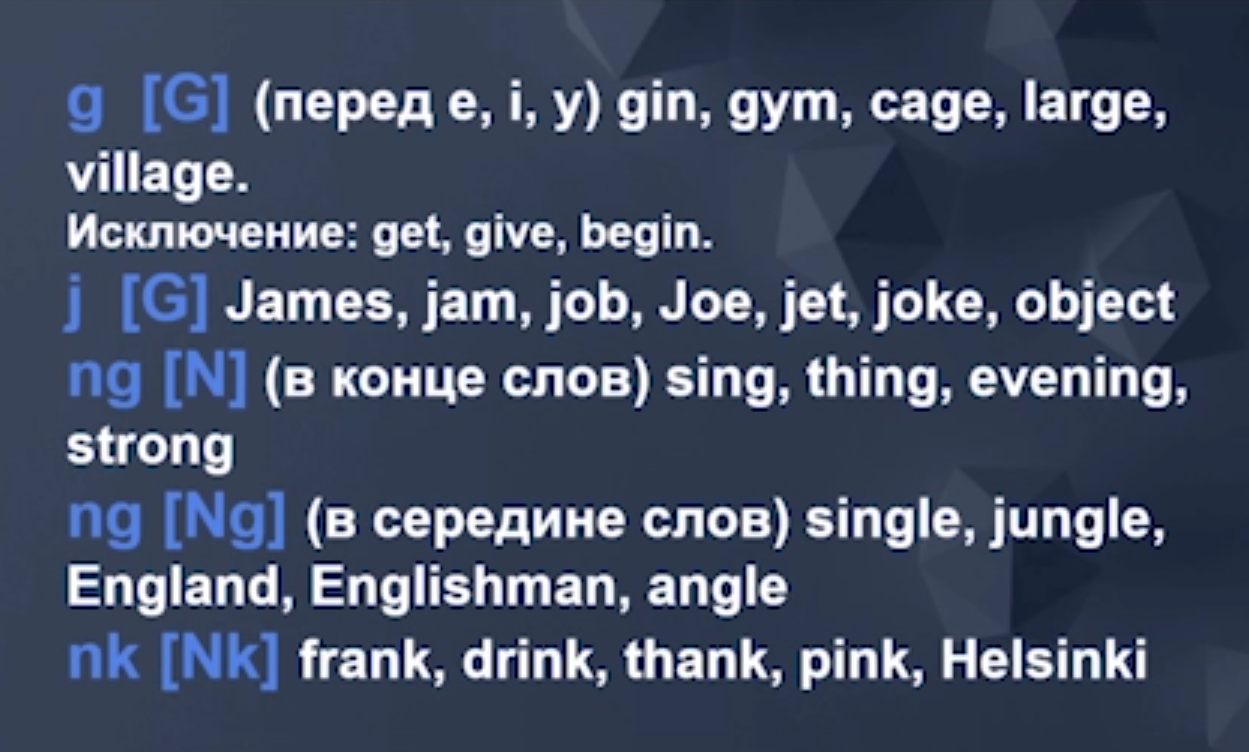 g [G] (перед e, i, y) gin, gym, cage, large,
village.
Исключение: get, give, begin.
j [G] James, jam, job, Joe, jet, joke, object
ng [N] (в конце слов) sing, thing, evening,
strong
ng [Ng] (в середине слов) single, jungle,
England, Englishman, angle
nk [Nk] frank, drink, thank, pink, Helsinki